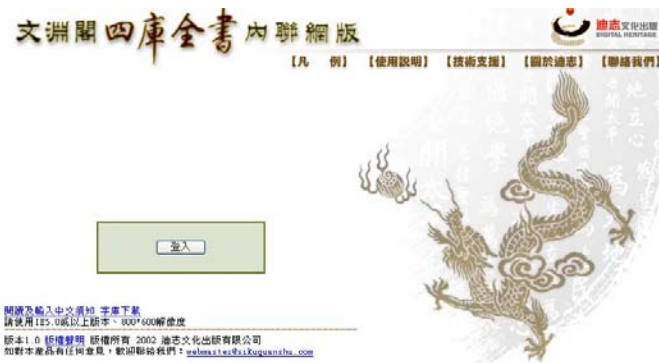 文淵閣四庫全書內聯網版
迪志文化出版
DIGITAL HERITAGE
【凡 例】 【使用說明】 【技術支援】 【關於迪志】 【聯絡我們】
登入
閱讀及輸入中文須知 字庫下載
請使用IE5.0或以上版本、800*600解像度
版本1.0 版權聲明 版權所有 2002 迪志文化出版有限公司
如對本產品有任何意見，歡迎聯絡我們：webmaster@sikuquanshu.com